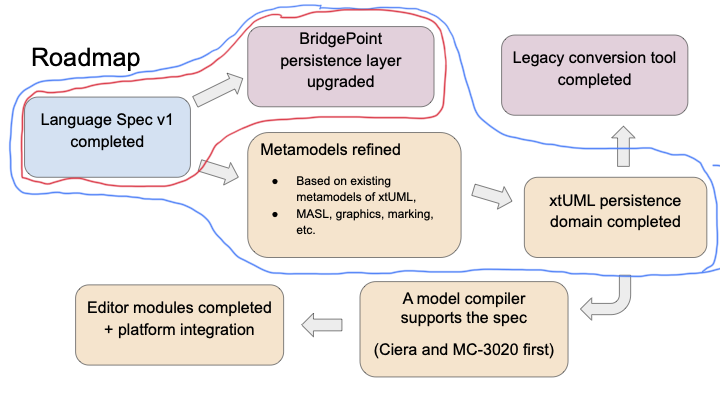 Roadmap
BridgePoint
persistence layer
upgraded
Legacy conversion tool
completed
Language Spec v1
completed
Metamodels refined
● Based on existing
metamodels of xtUML,
● MASL, graphics, marking,
etc.
xtUML persistence
domain completed
Editor modules completed
+ platform integration
A model compiler
supports the spec
(Ciera and MC-3020 first)